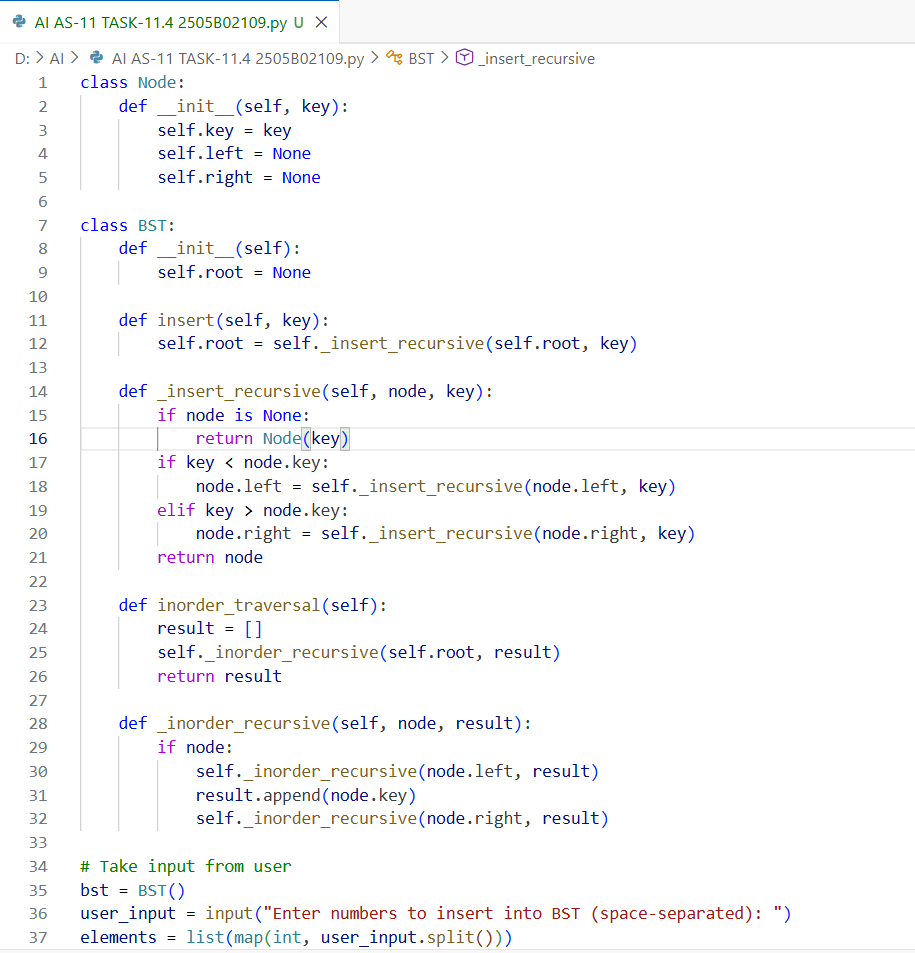 AI AS-11 TASK-11.4 2505B02109.py U ×
D: > AI > AI AS-11 TASK-11.4 2505B02109.py > BST > _insert_recursive
1 class Node:
2     def __init__(self, key):
3         self.key = key
4         self.left = None
5         self.right = None
6
7 class BST:
8     def __init__(self):
9         self.root = None
10
11     def insert(self, key):
12         self.root = self._insert_recursive(self.root, key)
13
14     def _insert_recursive(self, node, key):
15         if node is None:
16             return Node(key)
17         if key < node.key:
18             node.left = self._insert_recursive(node.left, key)
19         elif key > node.key:
20             node.right = self._insert_recursive(node.right, key)
21         return node
22
23     def inorder_traversal(self):
24         result = []
25         self._inorder_recursive(self.root, result)
26         return result
27
28     def _inorder_recursive(self, node, result):
29         if node:
30             self._inorder_recursive(node.left, result)
31             result.append(node.key)
32             self._inorder_recursive(node.right, result)
33
34 # Take input from user
35 bst = BST()
36 user_input = input("Enter numbers to insert into BST (space-separated): ")
37 elements = list(map(int, user_input.split()))